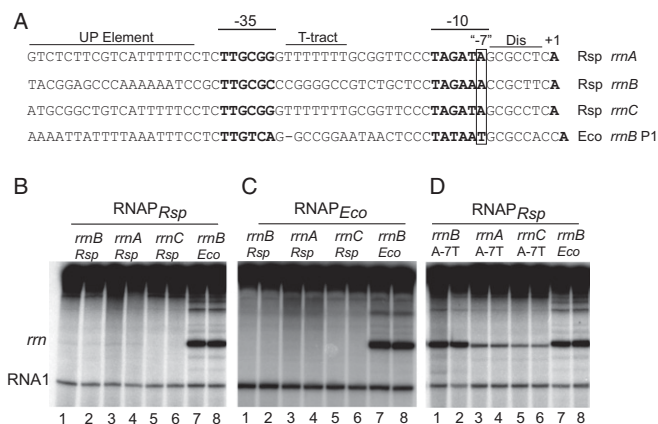 A
-35 -10
UP Element T-tract "-7" Dis +1
GTCTCTTCGTCATTTTTTCCTCTTGCGGGTTTTTTTGCGGTTCCCTAGATAGCGCCTCA Rsp rrnA
TACGGAGCCCAAAAAATCCGCTTGCGCCCGGGGCCGTCTGCTCCTAGAAACCGCTTCA Rsp rrnB
ATGCGGCTGTCATTTTTTCCTCTTGCGGGTTTTTTTGCGGTTCCCTAGATAGCGCCTCA Rsp rrnC
AAAATTATTTTAAATTTCCTCTTGTCAG-GCCGGAATAACTCCCTATAATGCGCCACCA Eco rrnB P1
B C D
RNAPRsp RNAPEco RNAPRsp
rrnB rrnA rrnC rrnB rrnB rrnA rrnC rrnB rrnB rrnA rrnC rrnB
Rsp Rsp Rsp Eco Rsp Rsp Rsp Eco A-7T A-7T A-7T Eco
rrn
RNA1
1 2 3 4 5 6 7 8 1 2 3 4 5 6 7 8 1 2 3 4 5 6 7 8